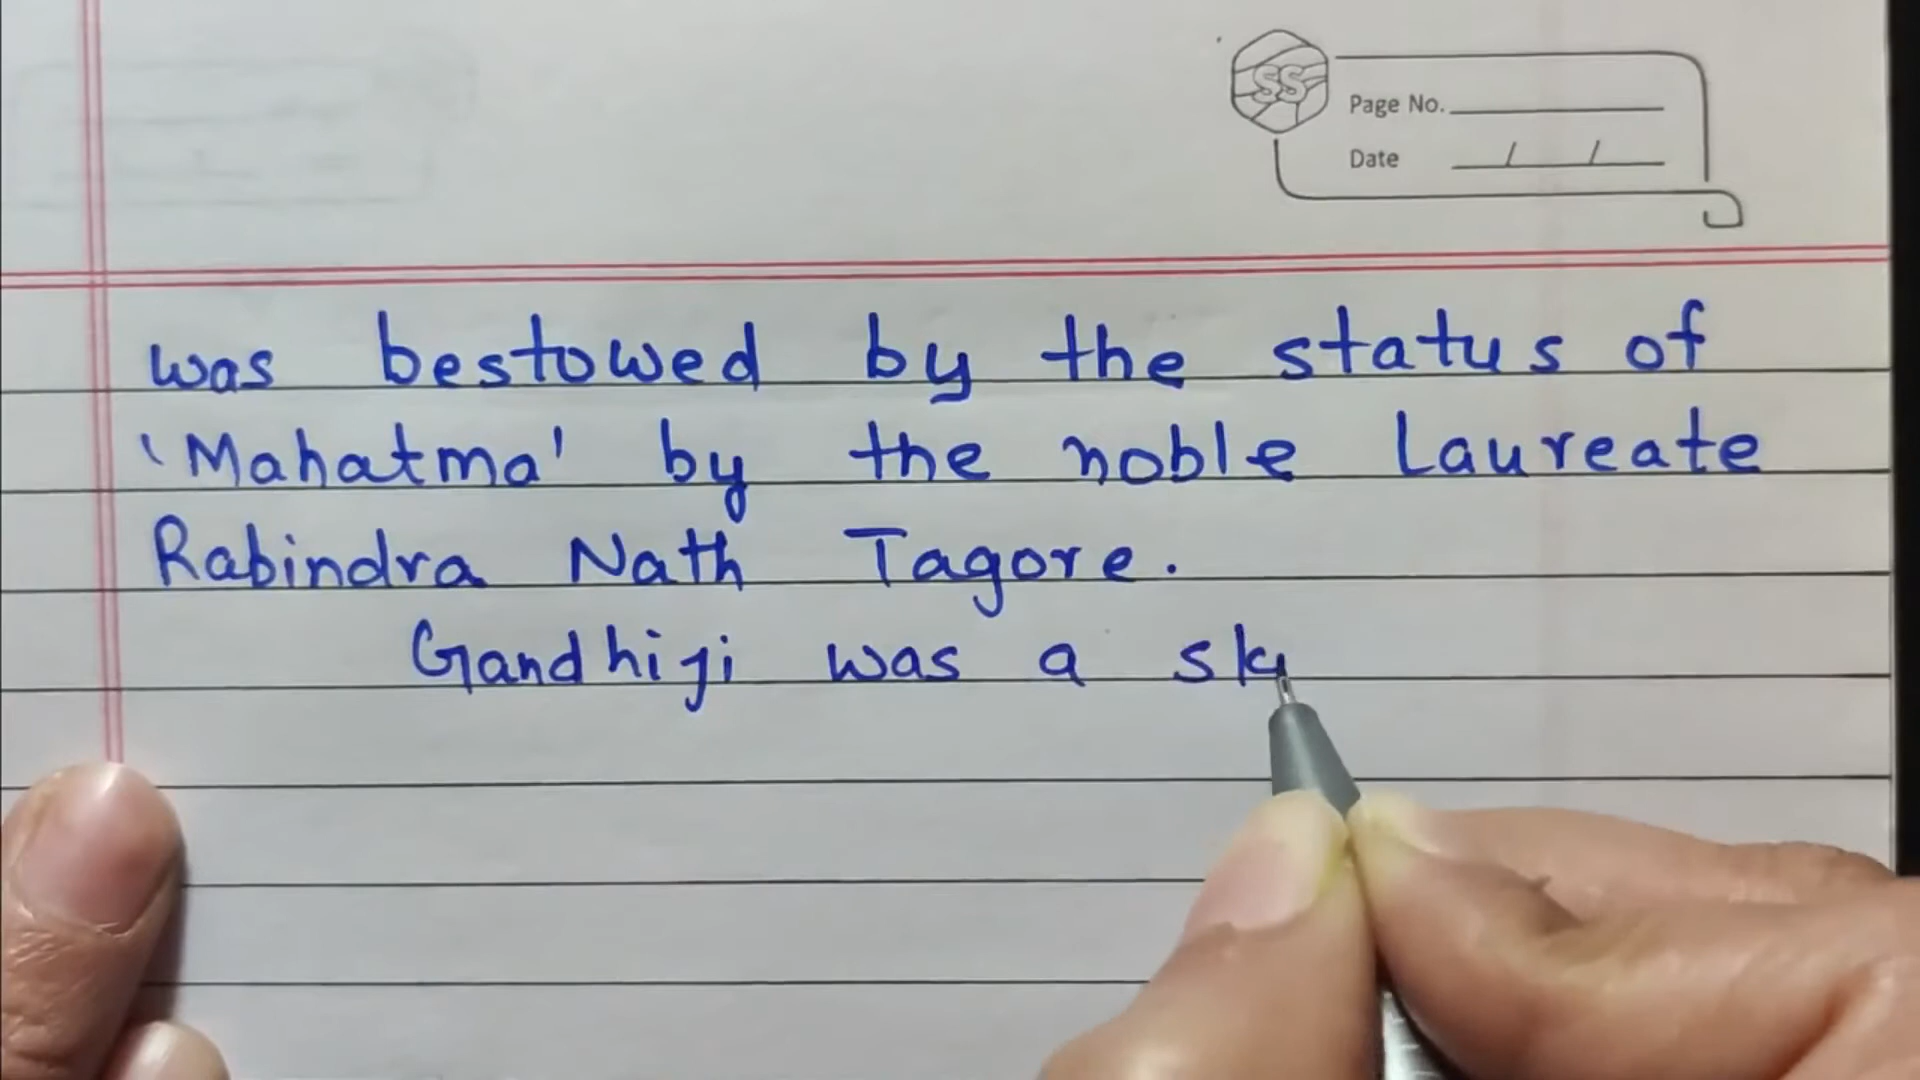 SS
Page No.
Date / /
was bestowed by the status of
'Mahatma' by the noble Laureate
Rabindra Nath Tagore.
Gandhiji was a sk